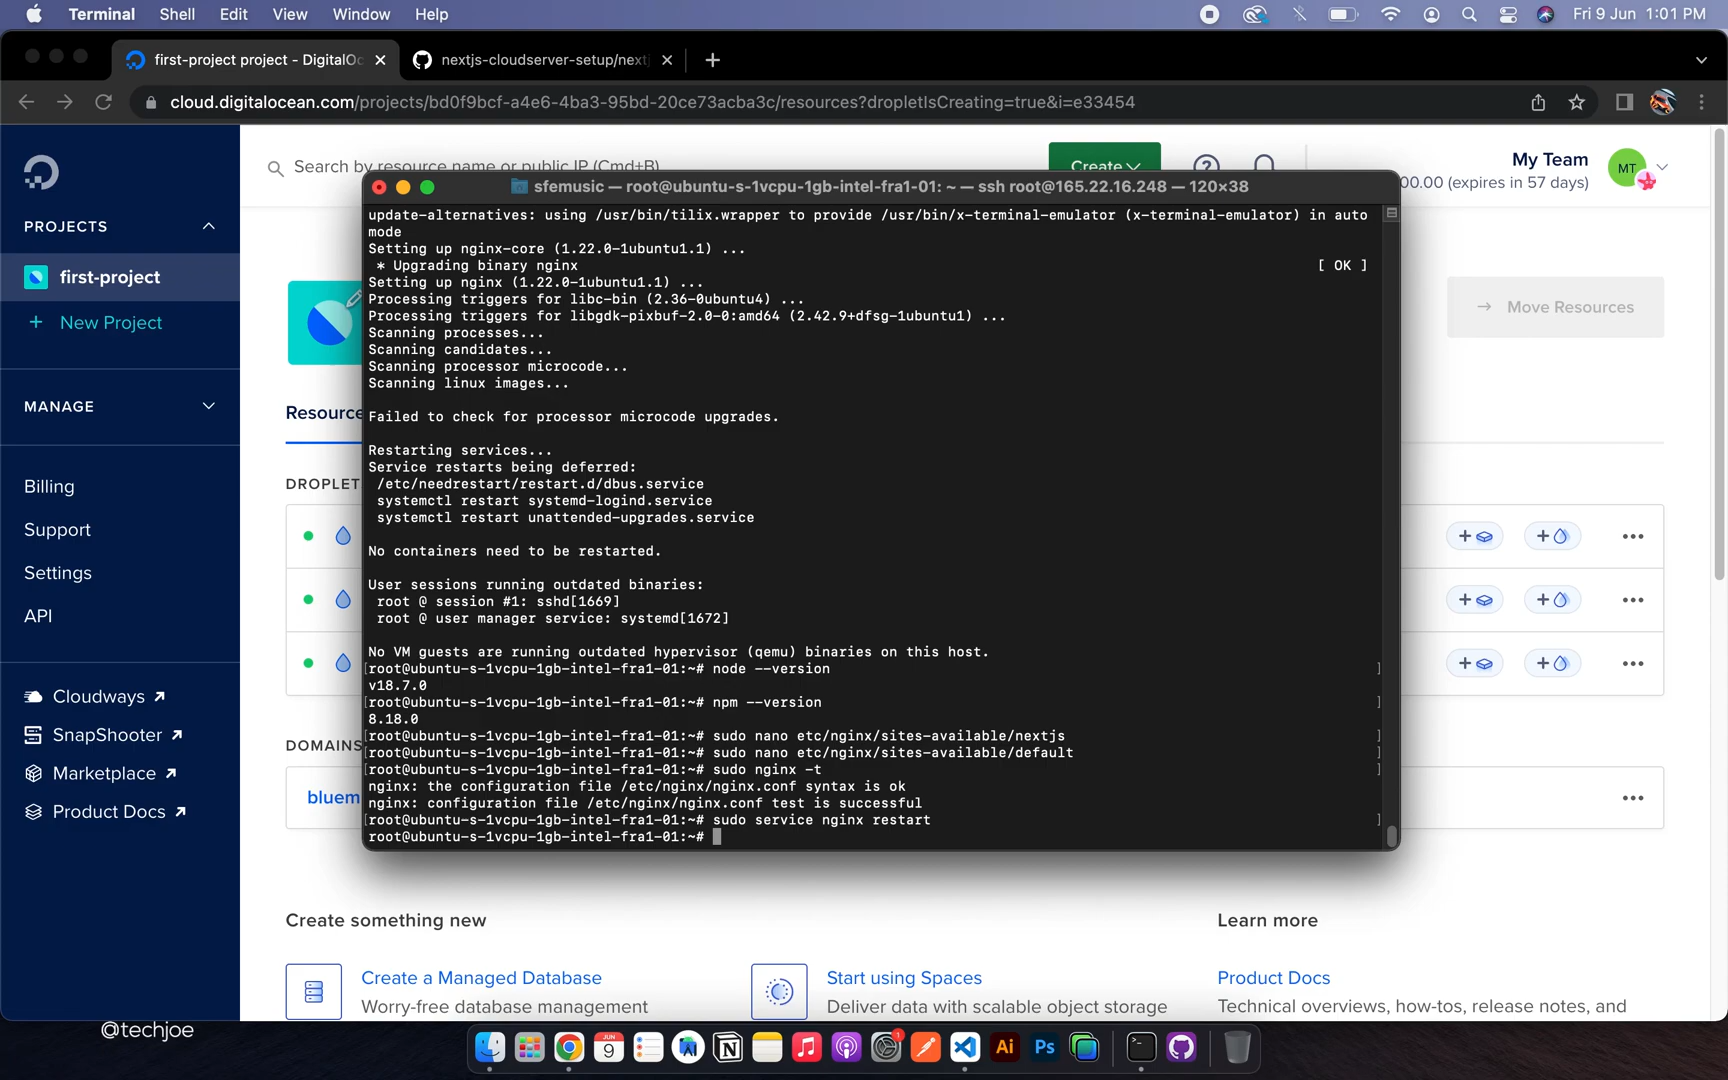 Terminal Shell Edit View Window Help
Fri 9 Jun 1:01 PM
first-project project - DigitalOc
nextjs-cloudserver-setup/next
cloud.digitalocean.com/projects/bd0f9bcf-a4e6-4ba3-95bd-20ce73acba3c/resources?dropletIsCreating=true&i=e33454
Search by resource name or public IP (Cmd+B)
Create
My Team
00.00 (expires in 57 days)
MT
PROJECTS
first-project
+ New Project
MANAGE
Billing
Support
Settings
API
Cloudways
SnapShooter
Marketplace
Product Docs
→ Move Resources
Resource
DROPLET
DOMAINS
bluem
sfemusic — root@ubuntu-s-1vcpu-1gb-intel-fra1-01: ~ — ssh root@165.22.16.248 — 120×38
update-alternatives: using /usr/bin/tilix.wrapper to provide /usr/bin/x-terminal-emulator (x-terminal-emulator) in auto
mode
Setting up nginx-core (1.22.0-1ubuntu1.1) ...
* Upgrading binary nginx [ OK ]
Setting up nginx (1.22.0-1ubuntu1.1) ...
Processing triggers for libc-bin (2.36-0ubuntu4) ...
Processing triggers for libgdk-pixbuf-2.0-0:amd64 (2.42.9+dfsg-1ubuntu1) ...
Scanning processes...
Scanning candidates...
Scanning processor microcode...
Scanning linux images...
Failed to check for processor microcode upgrades.
Restarting services...
Service restarts being deferred:
/etc/needrestart/restart.d/dbus.service
systemctl restart systemd-logind.service
systemctl restart unattended-upgrades.service
No containers need to be restarted.
User sessions running outdated binaries:
root @ session #1: sshd[1669]
root @ user manager service: systemd[1672]
No VM guests are running outdated hypervisor (qemu) binaries on this host.
[root@ubuntu-s-1vcpu-1gb-intel-fra1-01:~# node --version ]
v18.7.0
[root@ubuntu-s-1vcpu-1gb-intel-fra1-01:~# npm --version ]
8.18.0
[root@ubuntu-s-1vcpu-1gb-intel-fra1-01:~# sudo nano etc/nginx/sites-available/nextjs ]
[root@ubuntu-s-1vcpu-1gb-intel-fra1-01:~# sudo nano etc/nginx/sites-available/default ]
[root@ubuntu-s-1vcpu-1gb-intel-fra1-01:~# sudo nginx -t ]
nginx: the configuration file /etc/nginx/nginx.conf syntax is ok
nginx: configuration file /etc/nginx/nginx.conf test is successful
[root@ubuntu-s-1vcpu-1gb-intel-fra1-01:~# sudo service nginx restart ]
root@ubuntu-s-1vcpu-1gb-intel-fra1-01:~#
Create something new
Learn more
Create a Managed Database
Worry-free database management
Start using Spaces
Deliver data with scalable object storage
Product Docs
Technical overviews, how-tos, release notes, and
@techjoe
JUN
9
1
Ai
Ps